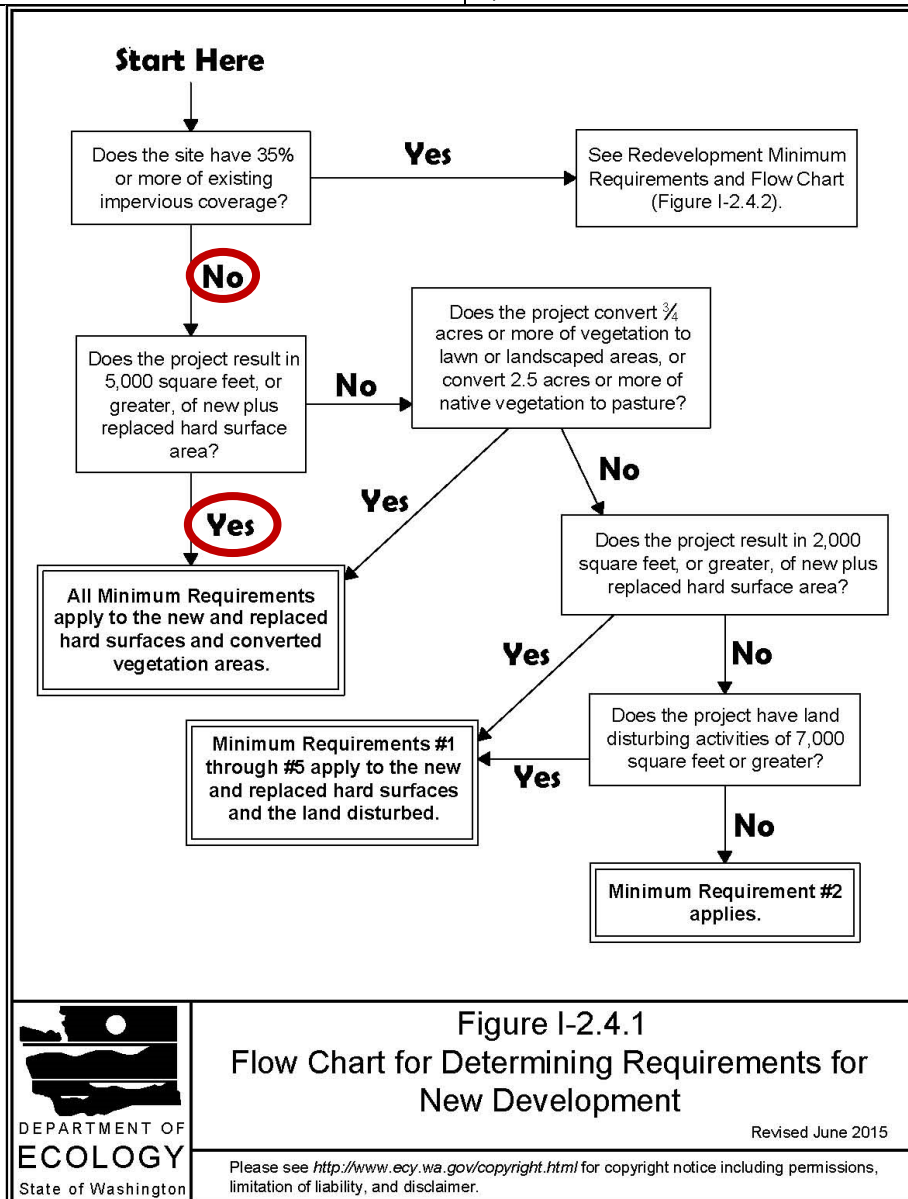 Start Here
Does the site have 35%
or more of existing
impervious coverage?
Yes
See Redevelopment Minimum
Requirements and Flow Chart
(Figure I-2.4.2).
No
Does the project result in
5,000 square feet, or
greater, of new plus
replaced hard surface
area?
No
Does the project convert ¾
acres or more of vegetation to
lawn or landscaped areas, or
convert 2.5 acres or more of
native vegetation to pasture?
Yes
Yes
No
All Minimum Requirements
apply to the new and replaced
hard surfaces and converted
vegetation areas.
Does the project result in 2,000
square feet, or greater, of new plus
replaced hard surface area?
Yes
No
Minimum Requirements #1
through #5 apply to the new
and replaced hard surfaces
and the land disturbed.
Yes
Does the project have land
disturbing activities of 7,000
square feet or greater?
No
Minimum Requirement #2
applies.
DEPARTMENT OF
ECOLOGY
State of Washington
Figure I-2.4.1
Flow Chart for Determining Requirements for
New Development
Revised June 2015
Please see http://www.ecy.wa.gov/copyright.html for copyright notice including permissions,
limitation of liability, and disclaimer.